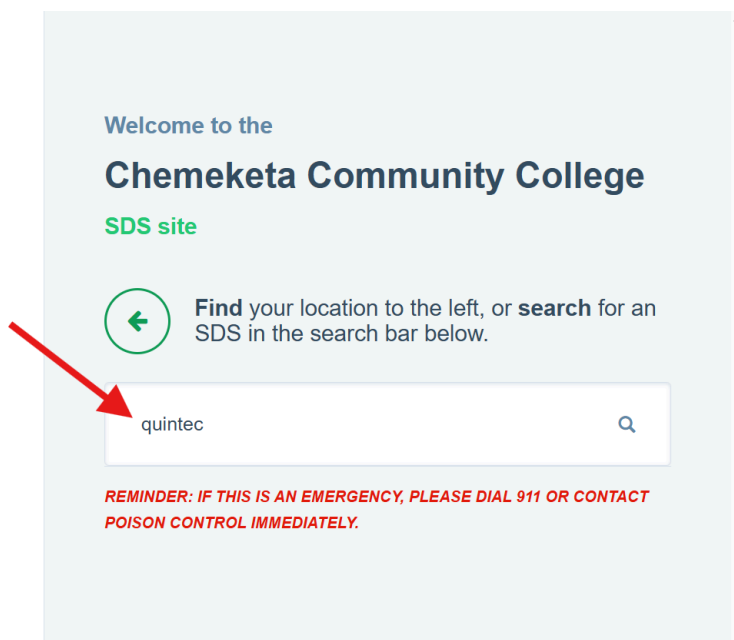 Welcome to the
Chemeketa Community College
SDS site
Find your location to the left, or search for an
SDS in the search bar below.
quintec
REMINDER: IF THIS IS AN EMERGENCY, PLEASE DIAL 911 OR CONTACT
POISON CONTROL IMMEDIATELY.